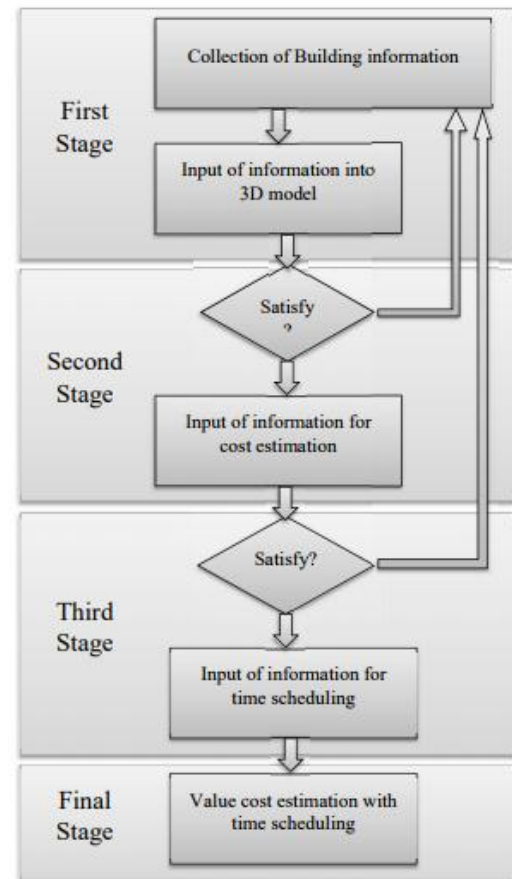 Collection of Building information
First
Stage
Input of information into
3D model
Satisfy
?
Second
Stage
Input of information for
cost estimation
Satisfy?
Third
Stage
Input of information for
time scheduling
Final
Stage
Value cost estimation with
time scheduling